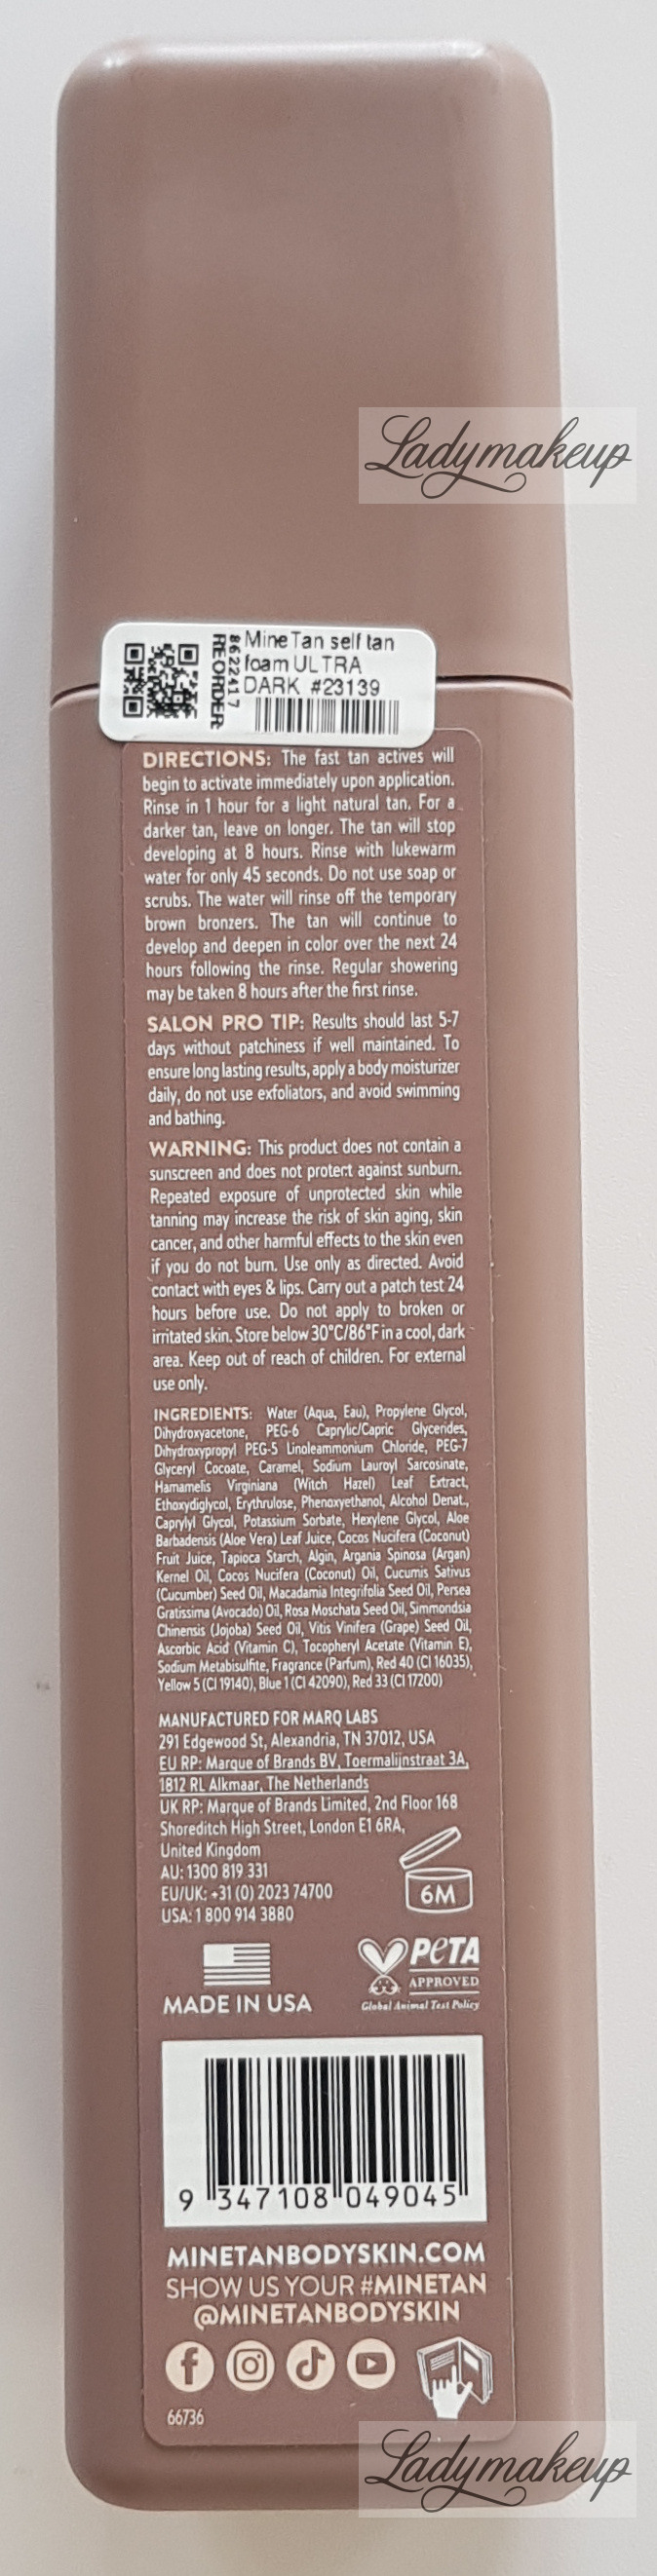 Ladymakeup
8622417
REORDER:
MineTan self tan
foam ULTRA
DARK #23139
DIRECTIONS: The fast tan actives will
begin to activate immediately upon application.
Rinse in 1 hour for a light natural tan. For a
darker tan, leave on longer. The tan will stop
developing at 8 hours. Rinse with lukewarm
water for only 45 seconds. Do not use soap or
scrubs. The water will rinse off the temporary
brown bronzers. The tan will continue to
develop and deepen in color over the next 24
hours following the rinse. Regular showering
may be taken 8 hours after the first rinse.
SALON PRO TIP: Results should last 5-7
days without patchiness if well maintained. To
ensure long lasting results, apply a body moisturizer
daily, do not use exfoliators, and avoid swimming
and bathing.
WARNING: This product does not contain a
sunscreen and does not protect against sunburn.
Repeated exposure of unprotected skin while
tanning may increase the risk of skin aging, skin
cancer, and other harmful effects to the skin even
if you do not burn. Use only as directed. Avoid
contact with eyes & lips. Carry out a patch test 24
hours before use. Do not apply to broken or
irritated skin. Store below 30°C/86°F in a cool, dark
area. Keep out of reach of children. For external
use only.
INGREDIENTS: Water (Aqua, Eau), Propylene Glycol,
Dihydroxyacetone, PEG-6 Caprylic/Capric Glycerides,
Dihydroxypropyl PEG-5 Linoleammonium Chloride, PEG-7
Glyceryl Cocoate, Caramel, Sodium Lauroyl Sarcosinate,
Hamamelis Virginiana (Witch Hazel) Leaf Extract,
Ethoxydiglycol, Erythrulose, Phenoxyethanol, Alcohol Denat.,
Caprylyl Glycol, Potassium Sorbate, Hexylene Glycol, Aloe
Barbadensis (Aloe Vera) Leaf Juice, Cocos Nucifera (Coconut)
Fruit Juice, Tapioca Starch, Algin, Argania Spinosa (Argan)
Kernel Oil, Cocos Nucifera (Coconut) Oil, Cucumis Sativus
(Cucumber) Seed Oil, Macadamia Integrifolia Seed Oil, Persea
Gratissima (Avocado) Oil, Rosa Moschata Seed Oil, Simmondsia
Chinensis (Jojoba) Seed Oil, Vitis Vinifera (Grape) Seed Oil,
Ascorbic Acid (Vitamin C), Tocopheryl Acetate (Vitamin E),
Sodium Metabisulfite, Fragrance (Parfum), Red 40 (CI 16035),
Yellow 5 (CI 19140), Blue 1 (CI 42090), Red 33 (CI 17200)
MANUFACTURED FOR MARQ LABS
291 Edgewood St, Alexandria, TN 37012, USA
EU RP: Marque of Brands BV, Toermalijnstraat 3A,
1812 RL Alkmaar, The Netherlands
UK RP: Marque of Brands Limited, 2nd Floor 168
Shoreditch High Street, London E1 6RA,
United Kingdom
AU: 1300 819 331
EU/UK: +31 (0) 2023 74700
USA: 1 800 914 3880
6M
PeTA
APPROVED
Global Animal Test Policy
MADE IN USA
9 347108 049045
MINETANBODYSKIN.COM
SHOW US YOUR #MINETAN
@MINETANBODYSKIN
66736
Ladymakeup